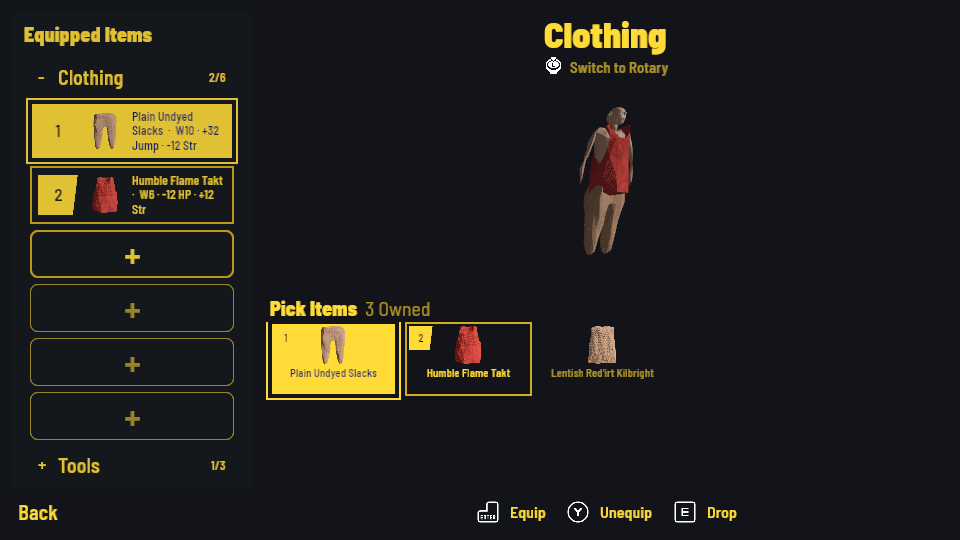 Equipped Items
- Clothing 2/6
1
Plain Undyed
Slacks · W10 · +32
Jump · -12 Str
2
Humble Flame Takt
· W6 · -12 HP · +12
Str
+
+
+
+
+ Tools 1/3
Back
Clothing
L Switch to Rotary
Pick Items 3 Owned
1
Plain Undyed Slacks
2
Humble Flame Takt
Lentish Red'irt Kilbright
ENTER Equip
Y Unequip
E Drop